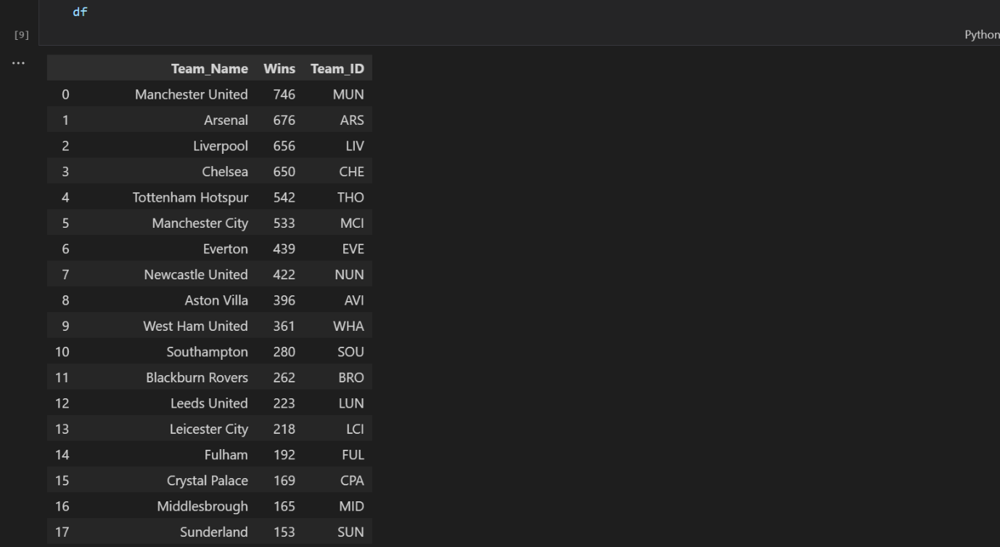 df
[9]
Python
...
Team_Name Wins Team_ID
0 Manchester United 746 MUN
1 Arsenal 676 ARS
2 Liverpool 656 LIV
3 Chelsea 650 CHE
4 Tottenham Hotspur 542 THO
5 Manchester City 533 MCI
6 Everton 439 EVE
7 Newcastle United 422 NUN
8 Aston Villa 396 AVI
9 West Ham United 361 WHA
10 Southampton 280 SOU
11 Blackburn Rovers 262 BRO
12 Leeds United 223 LUN
13 Leicester City 218 LCI
14 Fulham 192 FUL
15 Crystal Palace 169 CPA
16 Middlesbrough 165 MID
17 Sunderland 153 SUN